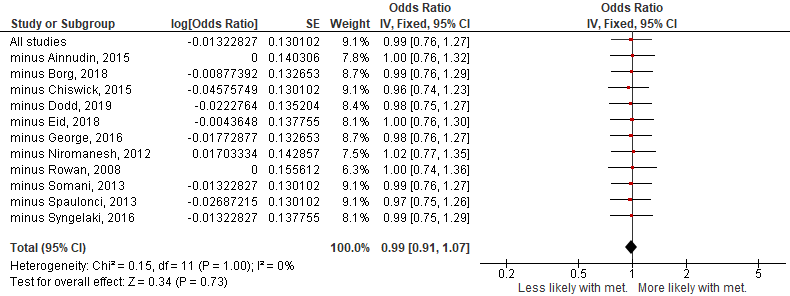 Odds Ratio Odds Ratio
Study or Subgroup log[Odds Ratio] SE Weight IV, Fixed, 95% CI IV, Fixed, 95% CI
All studies -0.01322827 0.130102 9.1% 0.99 [0.76, 1.27]
minus Ainnudin, 2015 0 0.140306 7.8% 1.00 [0.76, 1.32]
minus Borg, 2018 -0.00877392 0.132653 8.7% 0.99 [0.76, 1.29]
minus Chiswick, 2015 -0.04575749 0.130102 9.1% 0.96 [0.74, 1.23]
minus Dodd, 2019 -0.0222764 0.135204 8.4% 0.98 [0.75, 1.27]
minus Eid, 2018 -0.0043648 0.137755 8.1% 1.00 [0.76, 1.30]
minus George, 2016 -0.01772877 0.132653 8.7% 0.98 [0.76, 1.27]
minus Niromanesh, 2012 0.01703334 0.142857 7.5% 1.02 [0.77, 1.35]
minus Rowan, 2008 0 0.155612 6.3% 1.00 [0.74, 1.36]
minus Somani, 2013 -0.01322827 0.130102 9.1% 0.99 [0.76, 1.27]
minus Spaulonci, 2013 -0.02687215 0.130102 9.1% 0.97 [0.75, 1.26]
minus Syngelaki, 2016 -0.01322827 0.137755 8.1% 0.99 [0.75, 1.29]
Total (95% CI) 100.0% 0.99 [0.91, 1.07]
Heterogeneity: Chi² = 0.15, df = 11 (P = 1.00); I² = 0%
Test for overall effect: Z = 0.34 (P = 0.73)
0.2 0.5 1 2 5
Less likely with met. More likely with met.